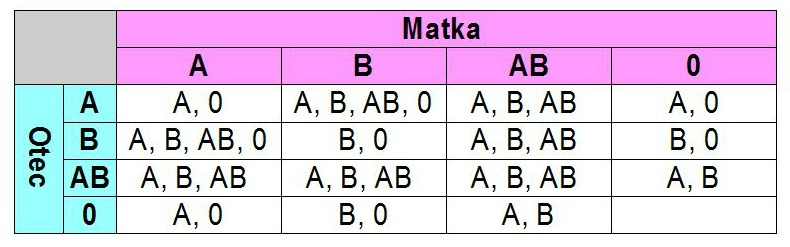 Matka
A B AB 0
Otec
A A, 0 A, B, AB, 0 A, B, AB A, 0
B A, B, AB, 0 B, 0 A, B, AB B, 0
AB A, B, AB A, B, AB A, B, AB A, B
0 A, 0 B, 0 A, B